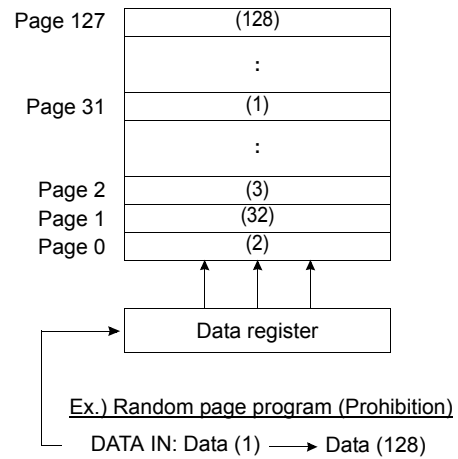 Page 127 (128)
:
Page 31 (1)
:
Page 2 (3)
Page 1 (32)
Page 0 (2)
Data register
Ex.) Random page program (Prohibition)
DATA IN: Data (1) Data (128)